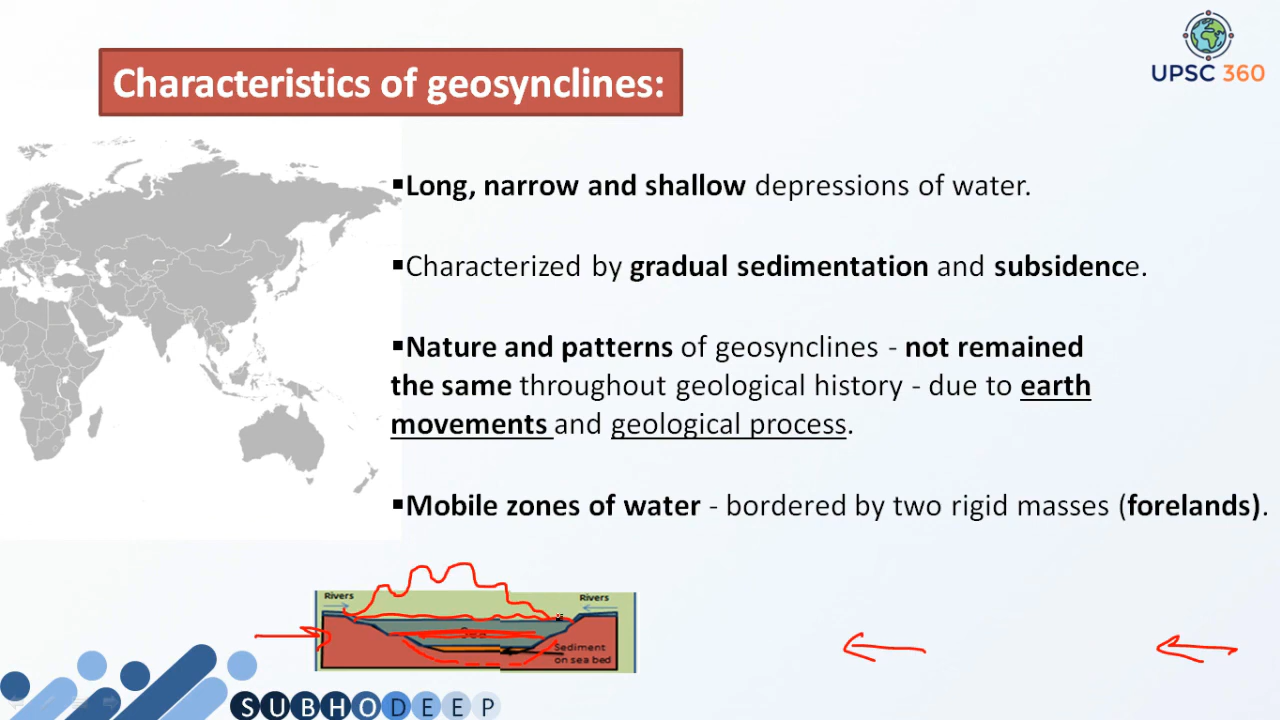 UPSC 360
Characteristics of geosynclines:
▪Long, narrow and shallow depressions of water.
▪Characterized by gradual sedimentation and subsidence.
▪Nature and patterns of geosynclines - not remained
the same throughout geological history - due to earth
movements and geological process.
▪Mobile zones of water - bordered by two rigid masses (forelands).
Rivers
Rivers
Sea
Sediment
on sea bed
SUBHODEEP